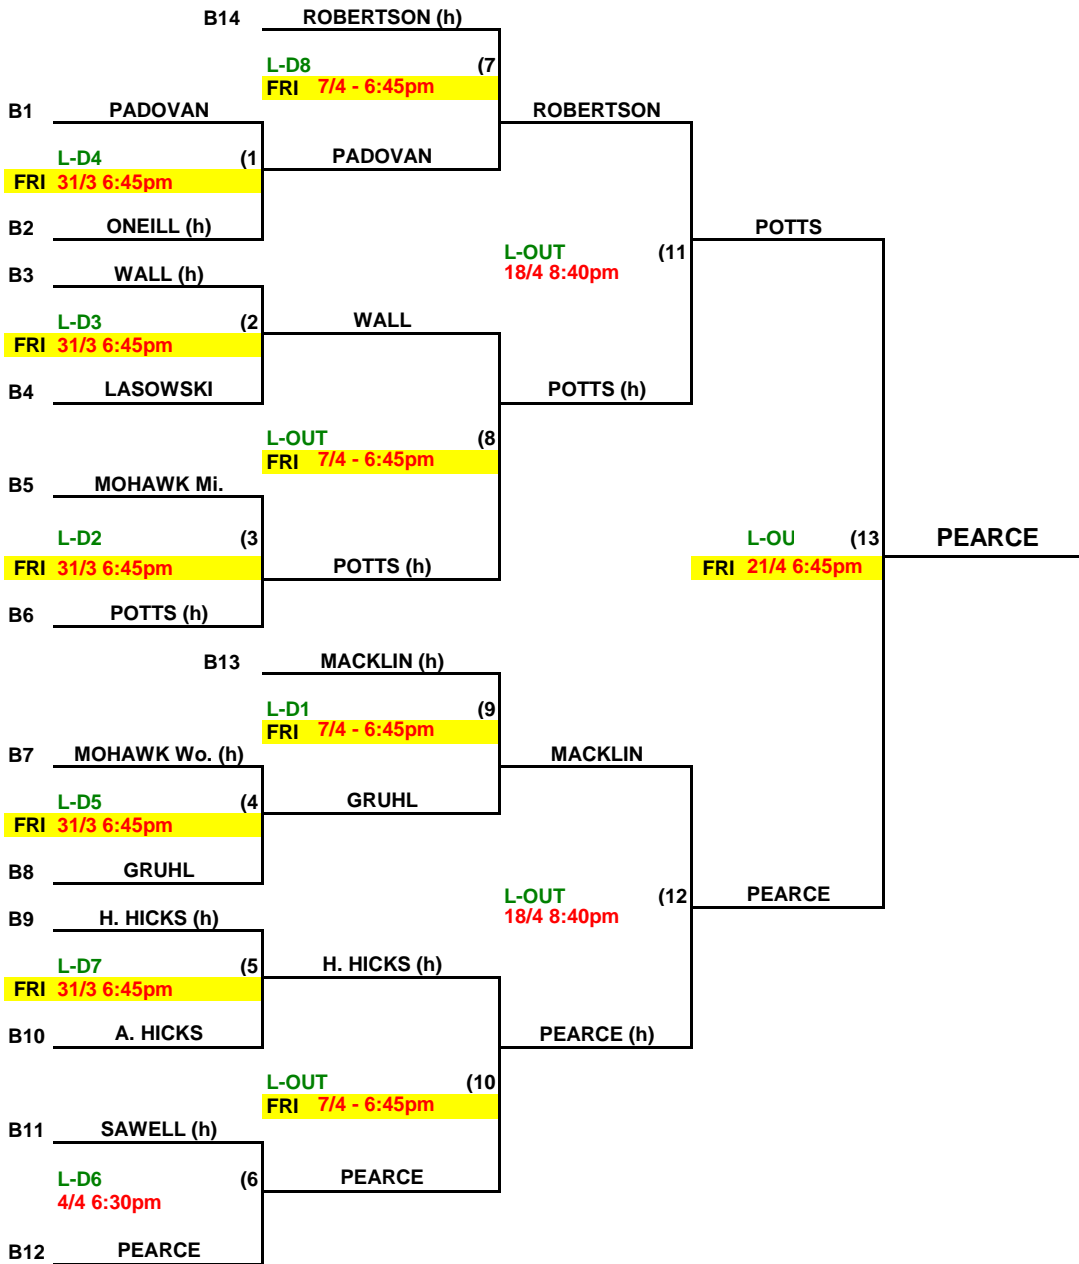 B14 ROBERTSON (h)
L-D8 (7
FRI 7/4 - 6:45pm
B1 PADOVAN ROBERTSON
L-D4 (1 PADOVAN
FRI 31/3 6:45pm
B2 ONEILL (h) POTTS
L-OUT (11
B3 WALL (h) 18/4 8:40pm
L-D3 (2 WALL
FRI 31/3 6:45pm
B4 LASOWSKI POTTS (h)
L-OUT (8
FRI 7/4 - 6:45pm
B5 MOHAWK Mi.
L-D2 (3 L-OU (13 PEARCE
FRI 31/3 6:45pm POTTS (h) FRI 21/4 6:45pm
B6 POTTS (h)
B13 MACKLIN (h)
L-D1 (9
FRI 7/4 - 6:45pm
B7 MOHAWK Wo. (h) MACKLIN
L-D5 (4 GRUHL
FRI 31/3 6:45pm
B8 GRUHL
L-OUT (12 PEARCE
B9 H. HICKS (h) 18/4 8:40pm
L-D7 (5 H. HICKS (h)
FRI 31/3 6:45pm
B10 A. HICKS PEARCE (h)
L-OUT (10
FRI 7/4 - 6:45pm
B11 SAWELL (h)
L-D6 (6 PEARCE
4/4 6:30pm
B12 PEARCE